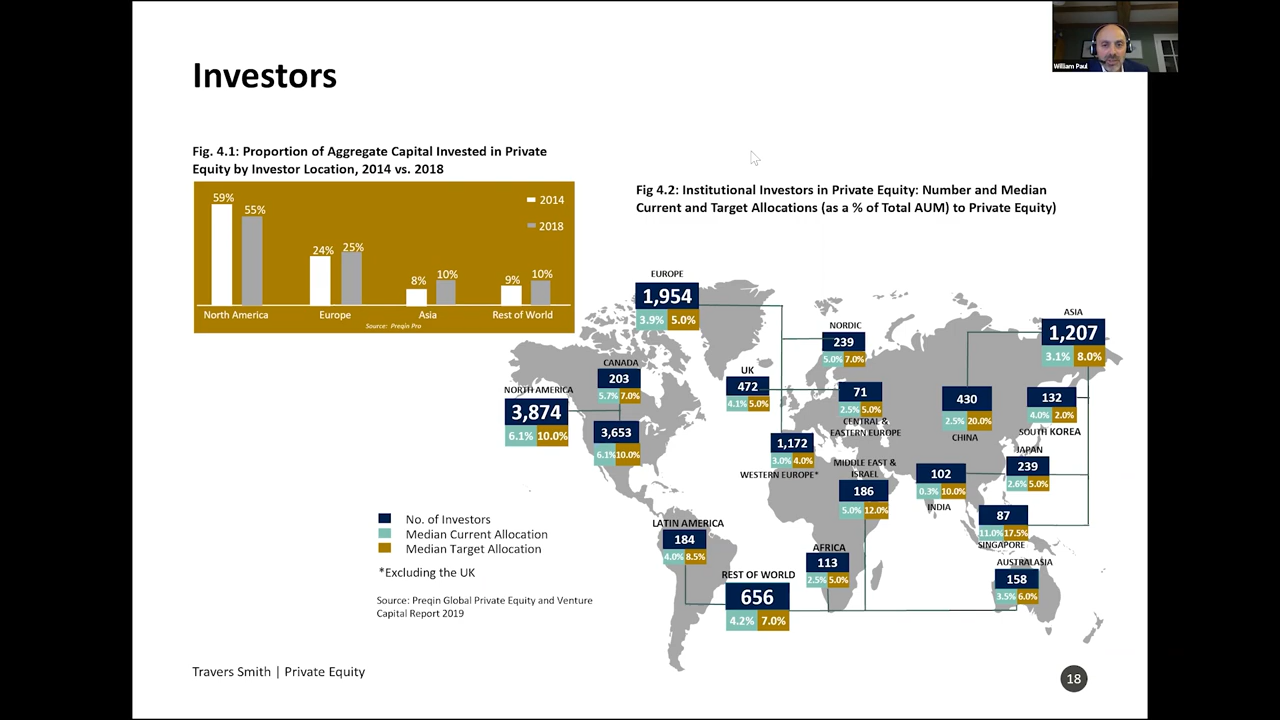 William Paul
Investors
Fig. 4.1: Proportion of Aggregate Capital Invested in Private
Equity by Investor Location, 2014 vs. 2018
59%
55%
24%
25%
8%
10%
9%
10%
2014
2018
North America
Europe
Asia
Rest of World
Source: Preqin Pro
Fig 4.2: Institutional Investors in Private Equity: Number and Median
Current and Target Allocations (as a % of Total AUM) to Private Equity)
EUROPE
1,954
3.9% 5.0%
NORDIC
239
5.0% 7.0%
ASIA
1,207
3.1% 8.0%
CANADA
203
5.7% 7.0%
NORTH AMERICA
3,874
6.1% 10.0%
3,653
6.1% 10.0%
UK
472
4.1% 5.0%
71
2.5% 5.0%
CENTRAL &
EASTERN EUROPE
430
2.5% 20.0%
CHINA
132
4.0% 2.0%
SOUTH KOREA
1,172
3.0% 4.0%
WESTERN EUROPE*
MIDDLE EAST &
ISRAEL
186
5.0% 12.0%
102
0.3% 10.0%
INDIA
JAPAN
239
2.6% 5.0%
87
11.0% 17.5%
SINGAPORE
LATIN AMERICA
184
4.0% 8.5%
AFRICA
113
2.5% 5.0%
AUSTRALASIA
158
3.5% 6.0%
REST OF WORLD
656
4.2% 7.0%
No. of Investors
Median Current Allocation
Median Target Allocation
*Excluding the UK
Source: Preqin Global Private Equity and Venture
Capital Report 2019
Travers Smith | Private Equity
18